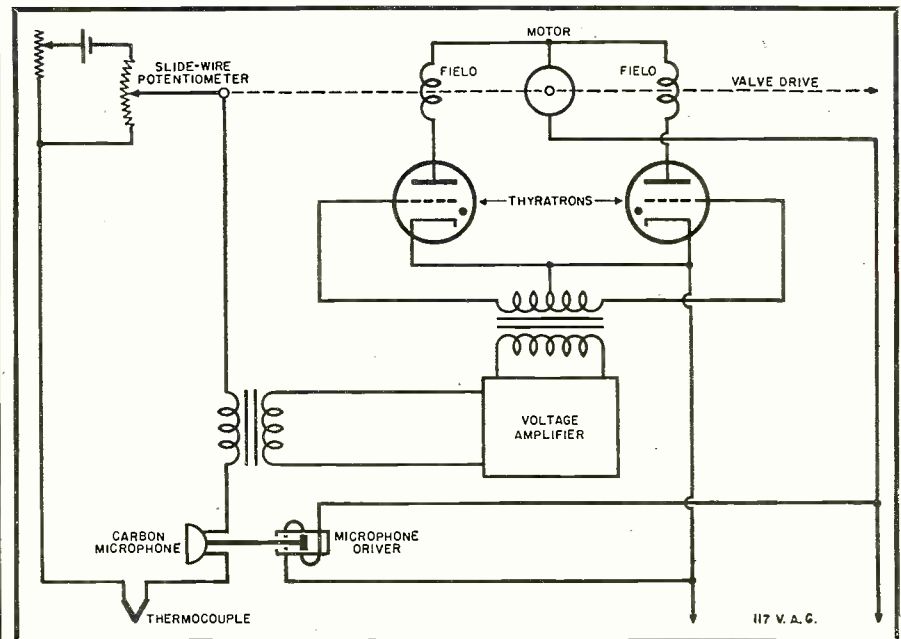 MOTOR
SLIDE-WIRE
POTENTIOMETER
FIELO
FIELO
VALVE DRIVE
THYRATRONS
VOLTAGE
AMPLIFIER
CARBON
MICROPHONE
MICROPHONE
ORIVER
THERMOCOUPLE
117 V. A. C.